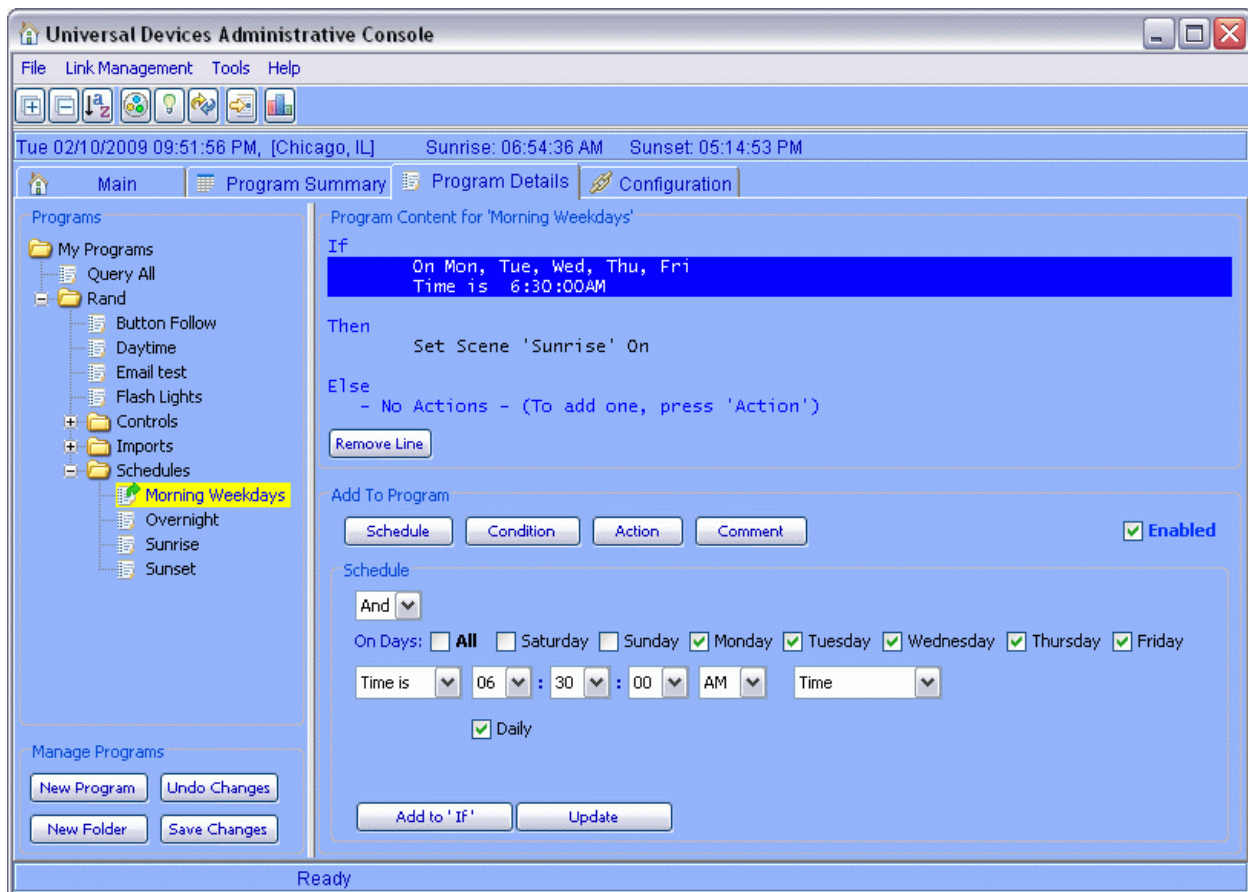 Universal Devices Administrative Console
File Link Management Tools Help
Tue 02/10/2009 09:51:56 PM, [Chicago, IL] Sunrise: 06:54:36 AM Sunset: 05:14:53 PM
Main Program Summary Program Details Configuration
Programs
My Programs
Query All
Rand
Button Follow
Daytime
Email test
Flash Lights
Controls
Imports
Schedules
Morning Weekdays
Overnight
Sunrise
Sunset
Manage Programs
New Program Undo Changes
New Folder Save Changes
Program Content for 'Morning Weekdays'
If
On Mon, Tue, Wed, Thu, Fri
Time is 6:30:00AM
Then
Set Scene 'Sunrise' On
Else
- No Actions - (To add one, press 'Action')
Remove Line
Add To Program
Schedule Condition Action Comment Enabled
Schedule
And
On Days: All Saturday Sunday Monday Tuesday Wednesday Thursday Friday
Time is 06 : 30 : 00 AM Time
Daily
Add to 'If' Update
Ready